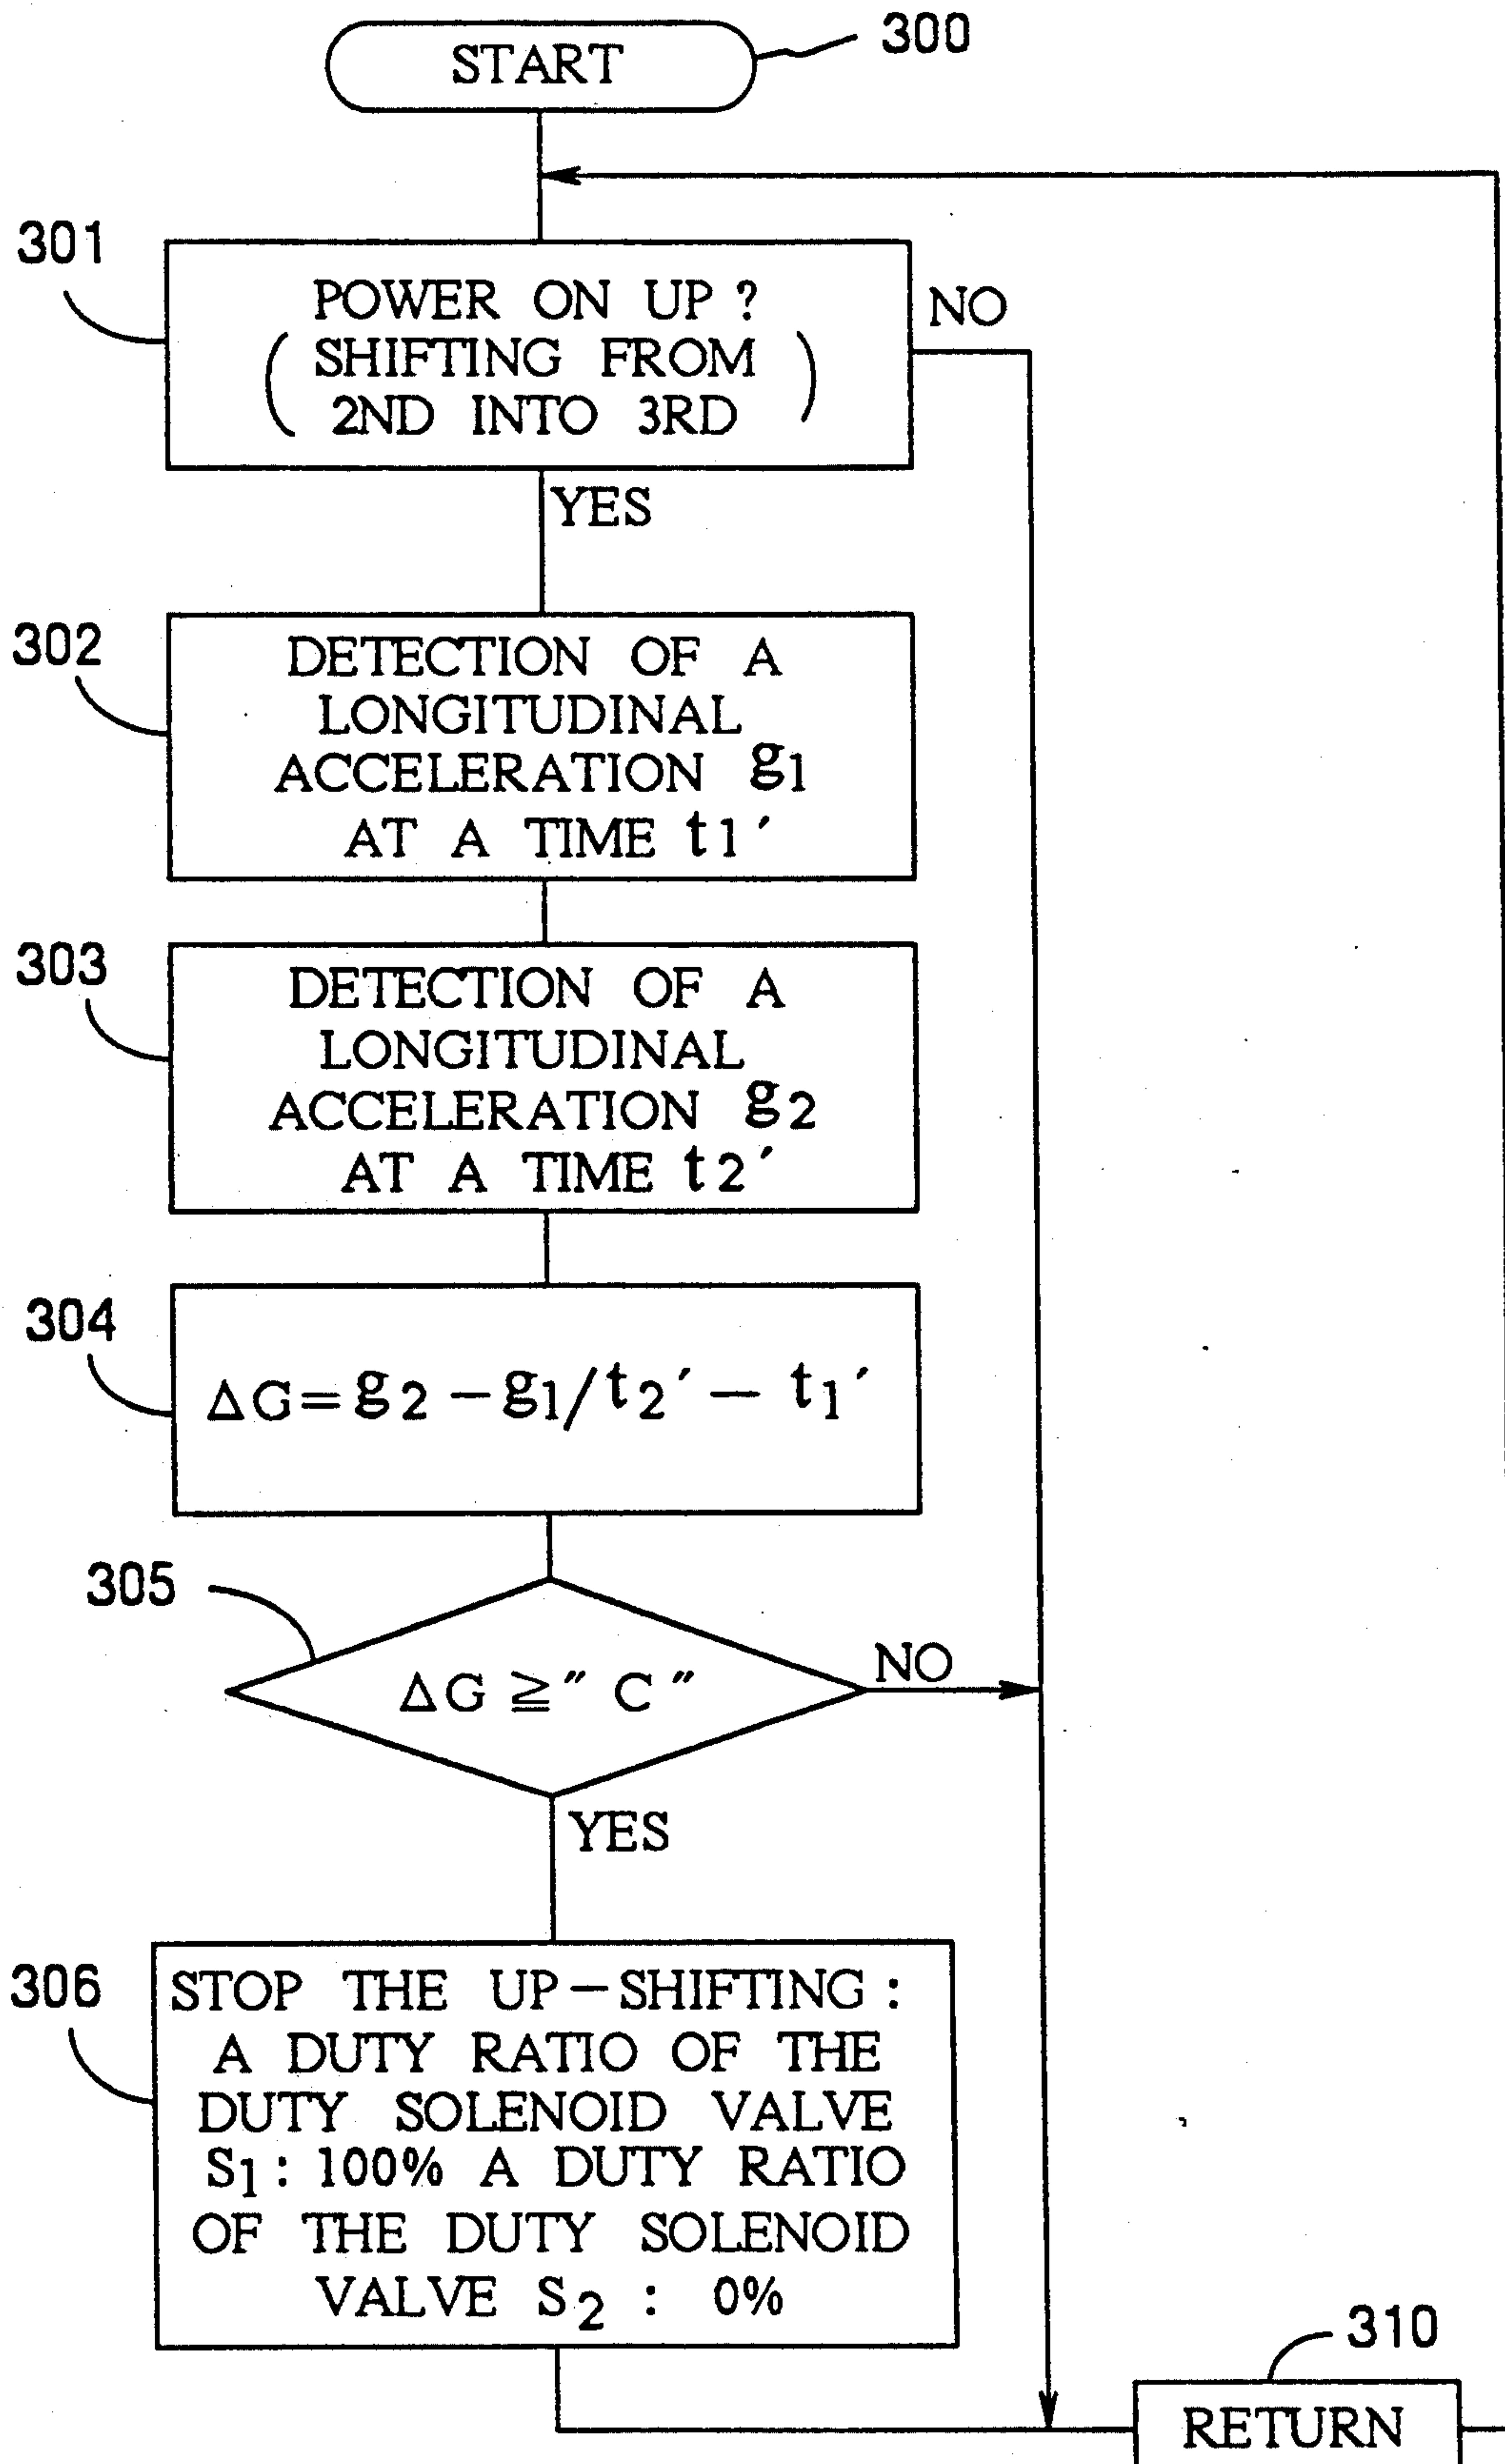 START
300
301
POWER ON UP ?
NO
( SHIFTING FROM
2ND INTO 3RD )
YES
302
DETECTION OF A
LONGITUDINAL
ACCELERATION g1
AT A TIME t1′
303
DETECTION OF A
LONGITUDINAL
ACCELERATION g2
AT A TIME t2′
304
ΔG=g2 −g1/t2′ − t1′
305
ΔG ≧ ″ C ″
NO
YES
306
STOP THE UP−SHIFTING :
A DUTY RATIO OF THE
DUTY SOLENOID VALVE
S1 : 100% A DUTY RATIO
OF THE DUTY SOLENOID
VALVE S2 : 0%
310
RETURN